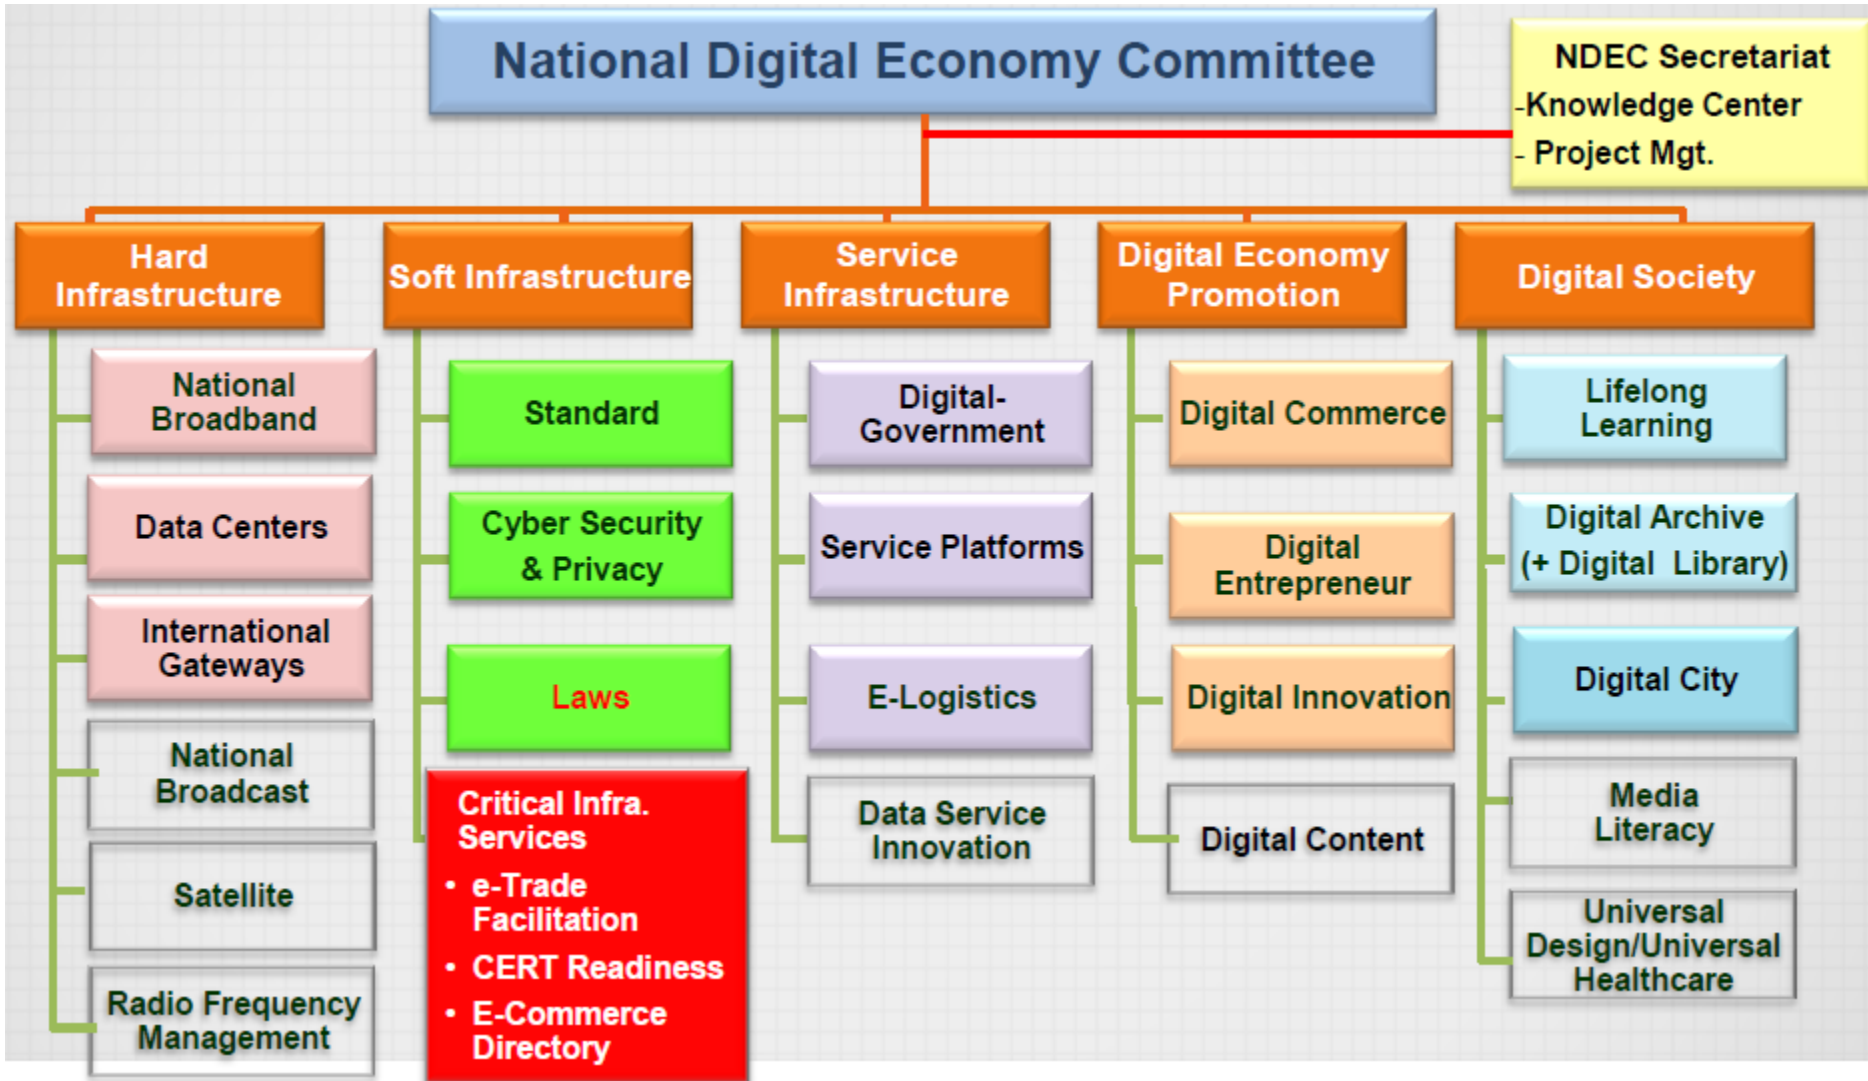 National Digital Economy Committee
NDEC Secretariat
-Knowledge Center
- Project Mgt.
Hard
Infrastructure
National
Broadband
Data Centers
International
Gateways
National
Broadcast
Satellite
Radio Frequency
Management
Soft Infrastructure
Standard
Cyber Security
& Privacy
Laws
Critical Infra.
Services
• e-Trade
Facilitation
• CERT Readiness
• E-Commerce
Directory
Service
Infrastructure
Digital-
Government
Service Platforms
E-Logistics
Data Service
Innovation
Digital Economy
Promotion
Digital Commerce
Digital
Entrepreneur
Digital Innovation
Digital Content
Digital Society
Lifelong
Learning
Digital Archive
(+ Digital Library)
Digital City
Media
Literacy
Universal
Design/Universal
Healthcare